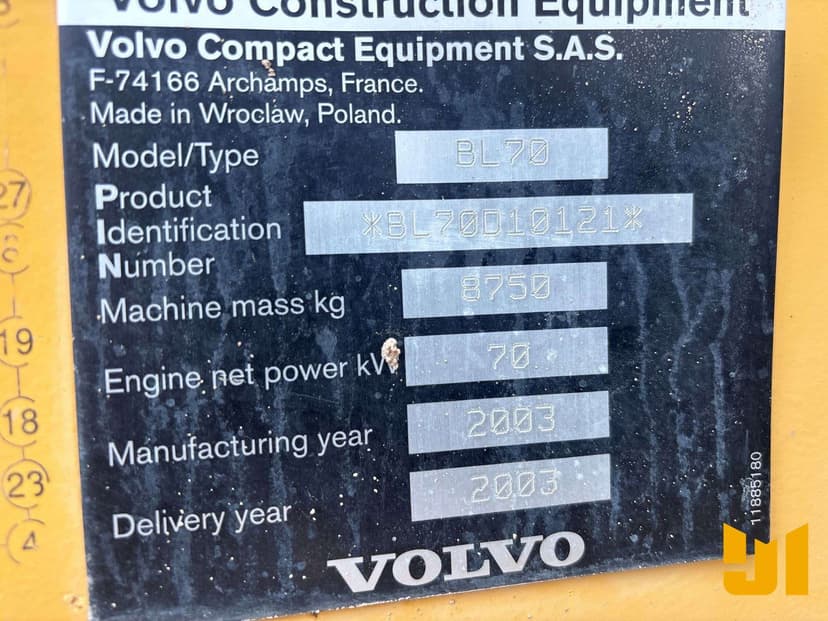 Volvo Construction Equipment
Volvo Compact Equipment S.A.S.
F-74166 Archamps, France.
Made in Wroclaw, Poland.
Model/Type BL70
Product
Identification *BL70D10121*
Number
Machine mass kg 8750
Engine net power kW 70
Manufacturing year 2003
Delivery year 2003
VOLVO
11885180
27
19
18
23
4